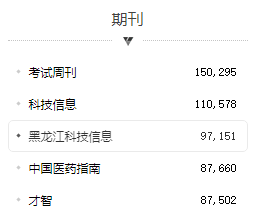 期刊
考试周刊 150,295
科技信息 110,578
黑龙江科技信息 97,151
中国医药指南 87,660
才智 87,502